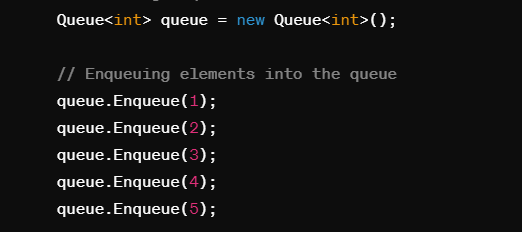 Queue<int> queue = new Queue<int>();
// Enqueuing elements into the queue
queue.Enqueue(1);
queue.Enqueue(2);
queue.Enqueue(3);
queue.Enqueue(4);
queue.Enqueue(5);